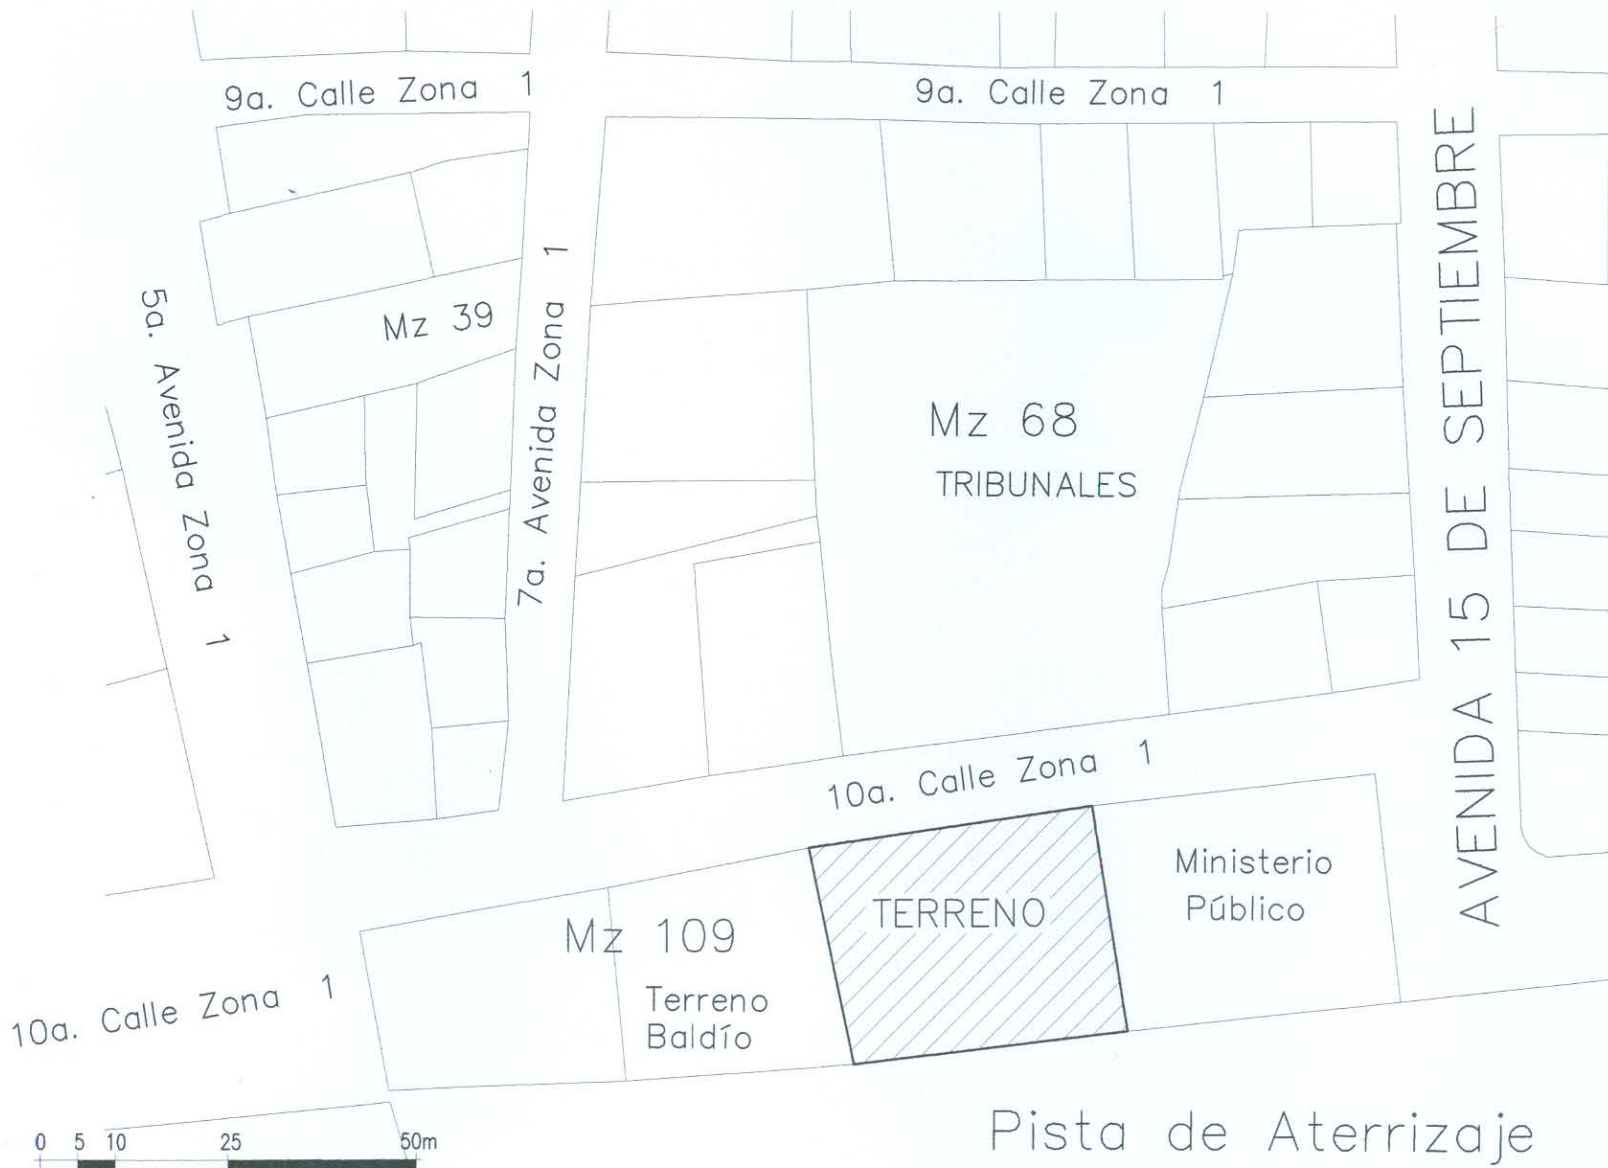 9a. Calle Zona 1
9a. Calle Zona 1
5a. Avenida Zona 1
Mz 39
7a. Avenida Zona 1
Mz 68
TRIBUNALES
AVENIDA 15 DE SEPTIEMBRE
10a. Calle Zona 1
Ministerio
Público
TERRENO
Mz 109
Terreno
Baldío
10a. Calle Zona 1
Pista de Aterrizaje
0 5 10 25 50m